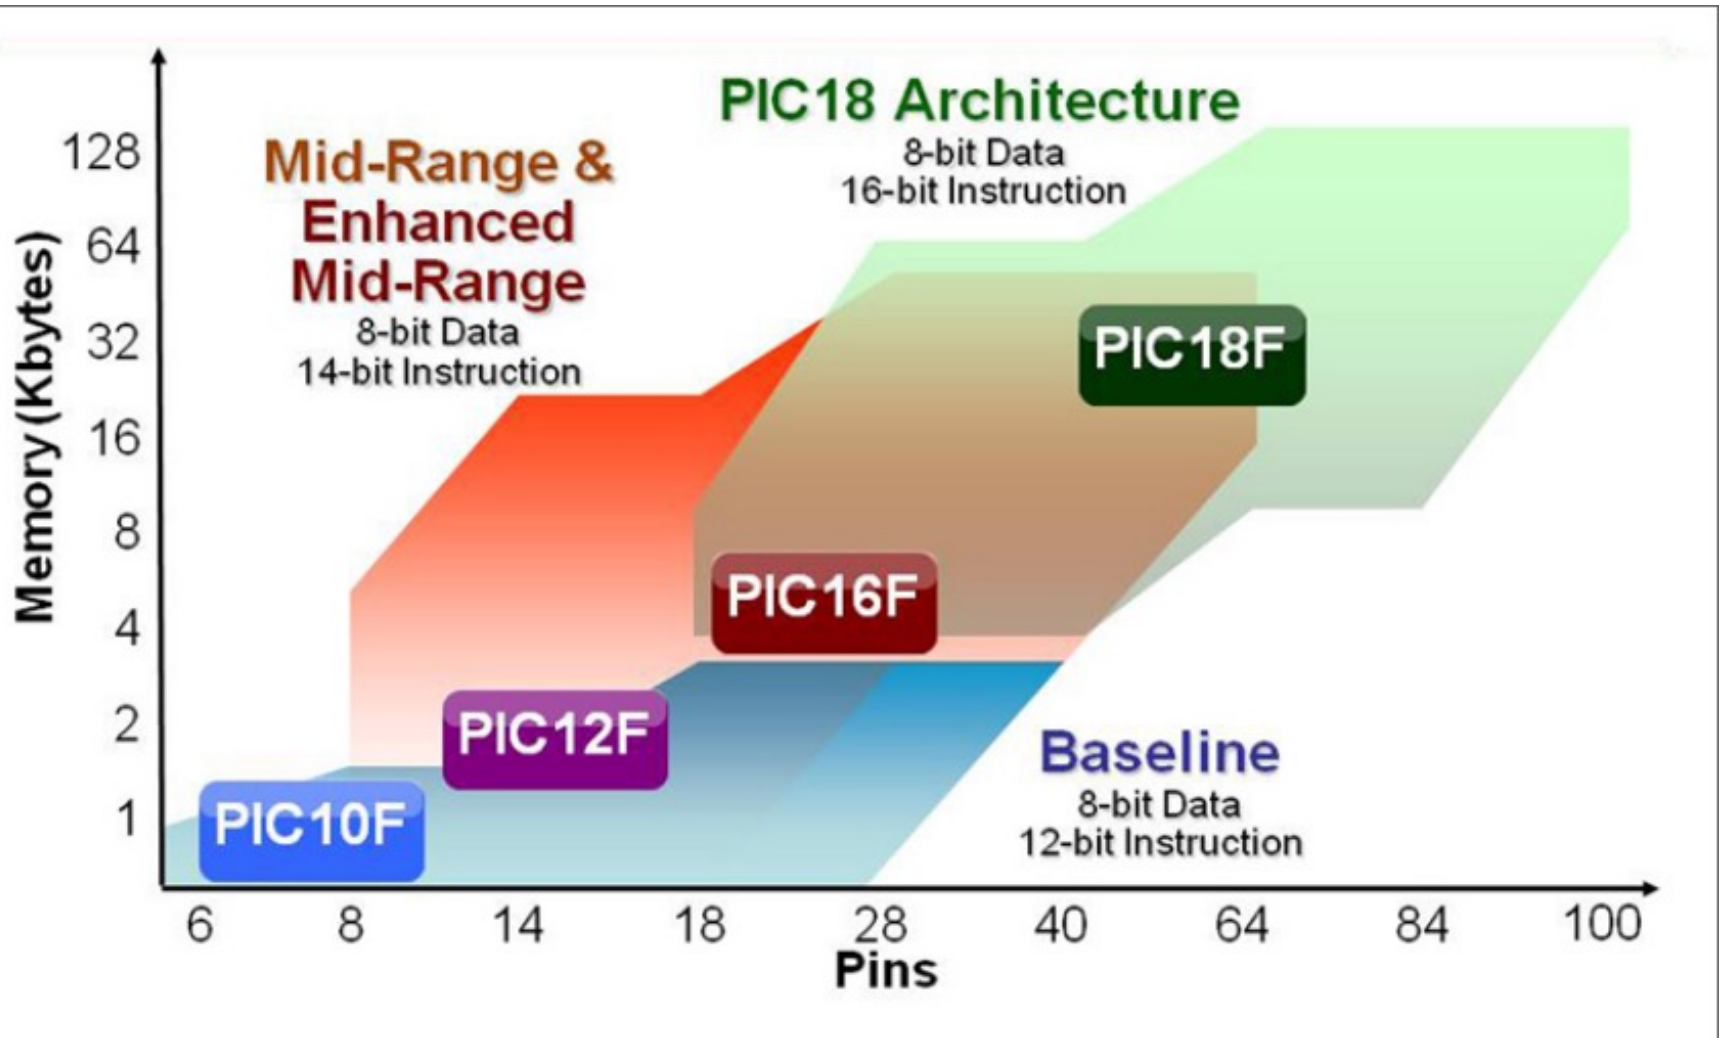 PIC18 Architecture
8-bit Data
16-bit Instruction
Mid-Range &
Enhanced
Mid-Range
8-bit Data
14-bit Instruction
Memory (Kbytes)
128
64
32
16
8
4
2
1
PIC18F
PIC16F
PIC12F
PIC10F
Baseline
8-bit Data
12-bit Instruction
6 8 14 18 28 40 64 84 100
Pins